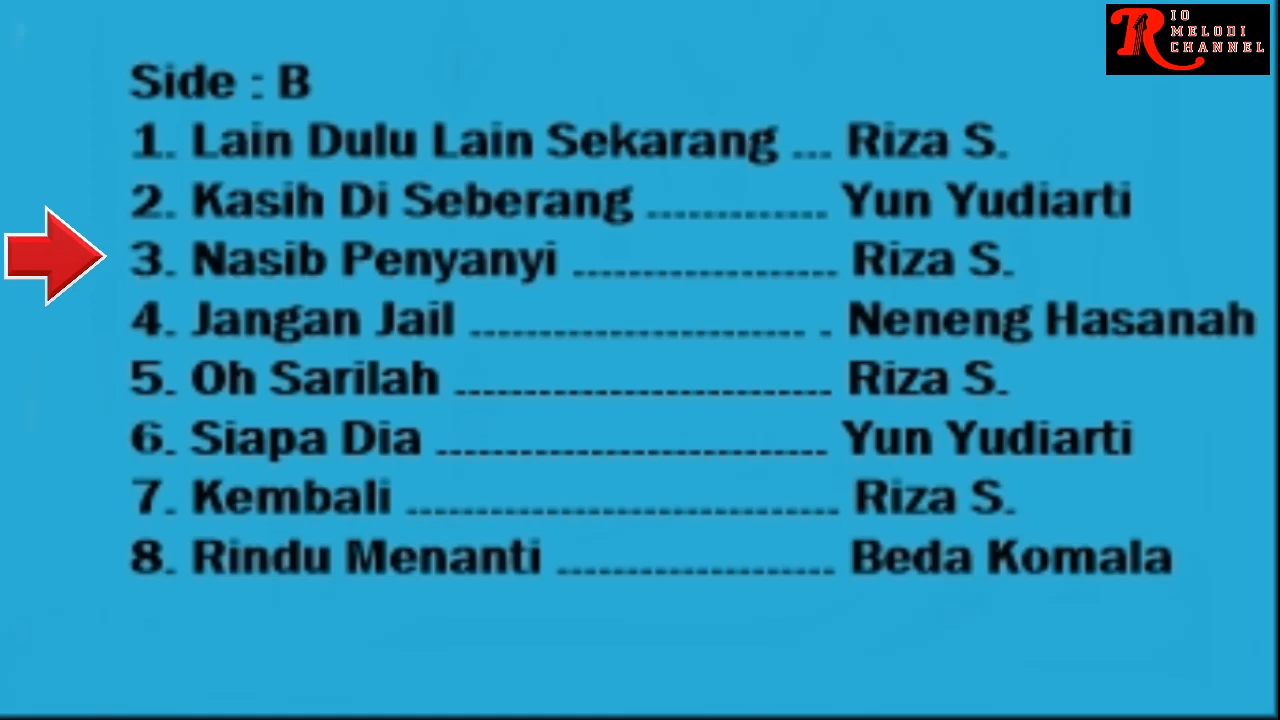 RIO
MELODI
CHANNEL
Side : B
1. Lain Dulu Lain Sekarang ... Riza S.
2. Kasih Di Seberang ............. Yun Yudiarti
3. Nasib Penyanyi ................... Riza S.
4. Jangan Jail ........................ . Neneng Hasanah
5. Oh Sarilah ........................... Riza S.
6. Siapa Dia ............................ Yun Yudiarti
7. Kembali ............................... Riza S.
8. Rindu Menanti .................... Beda Komala